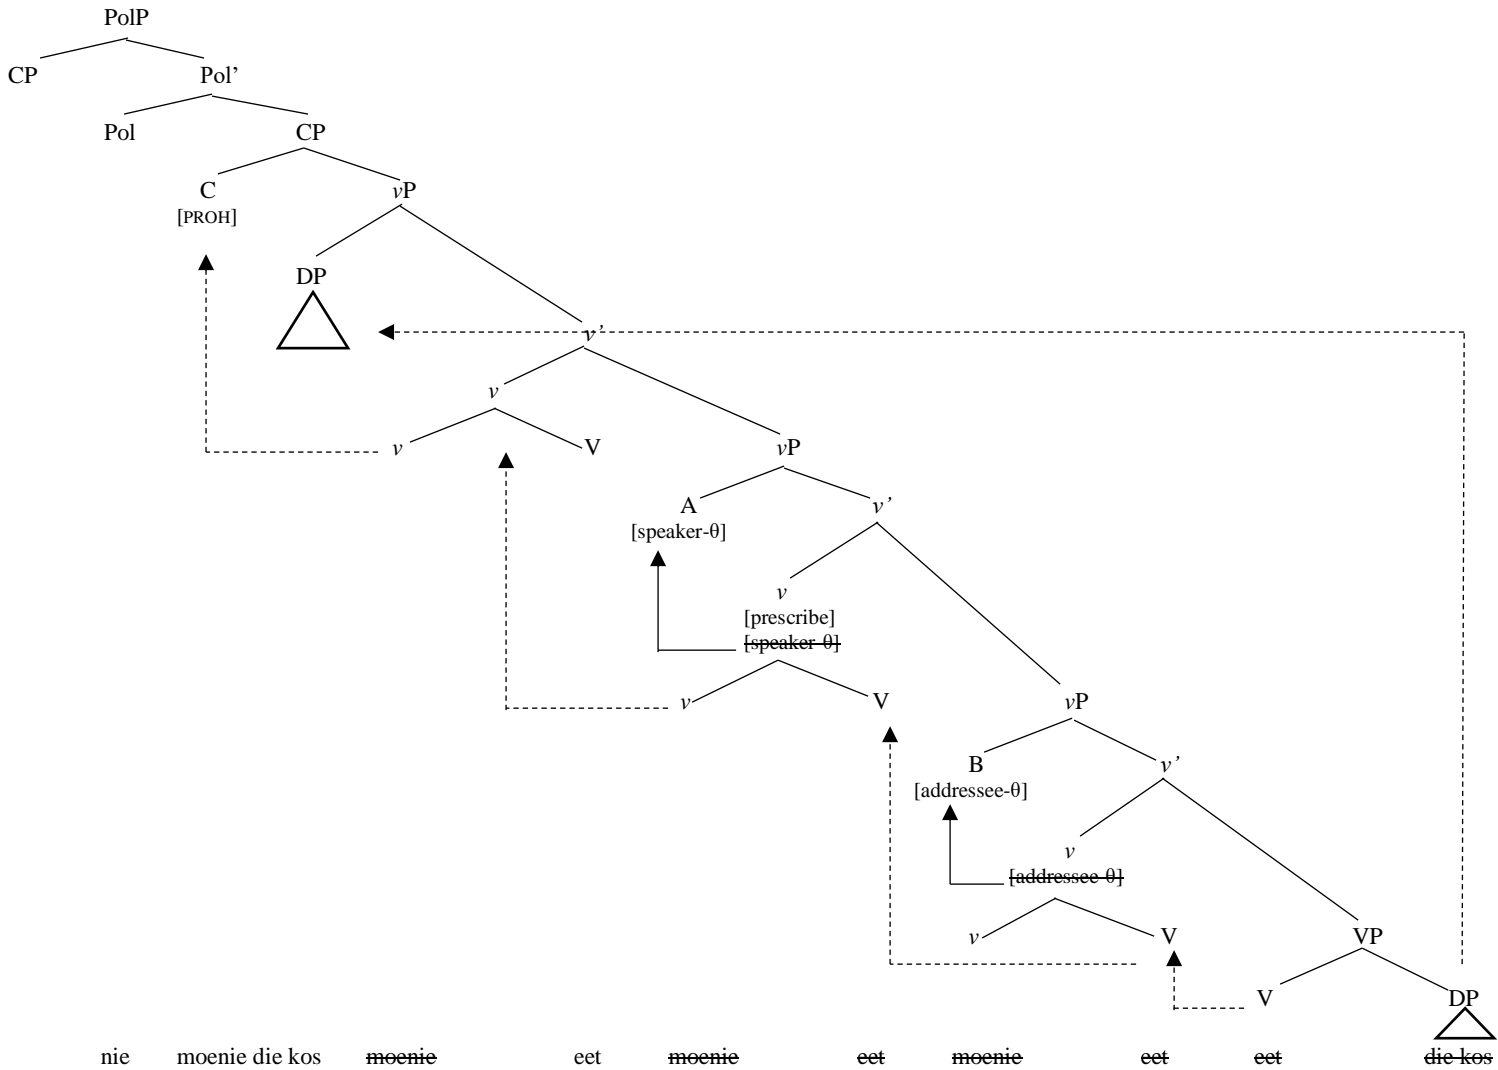 PolP
CP Pol’
Pol CP
C vP
[PROH]
DP
v’
v
v V vP
A v’
[speaker-θ]
v
[prescribe]
[speaker-θ]
v V vP
B v’
[addressee-θ]
v
[addressee-θ]
v V VP
V DP
nie moenie die kos moenie eet moenie eet moenie eet eet die kos